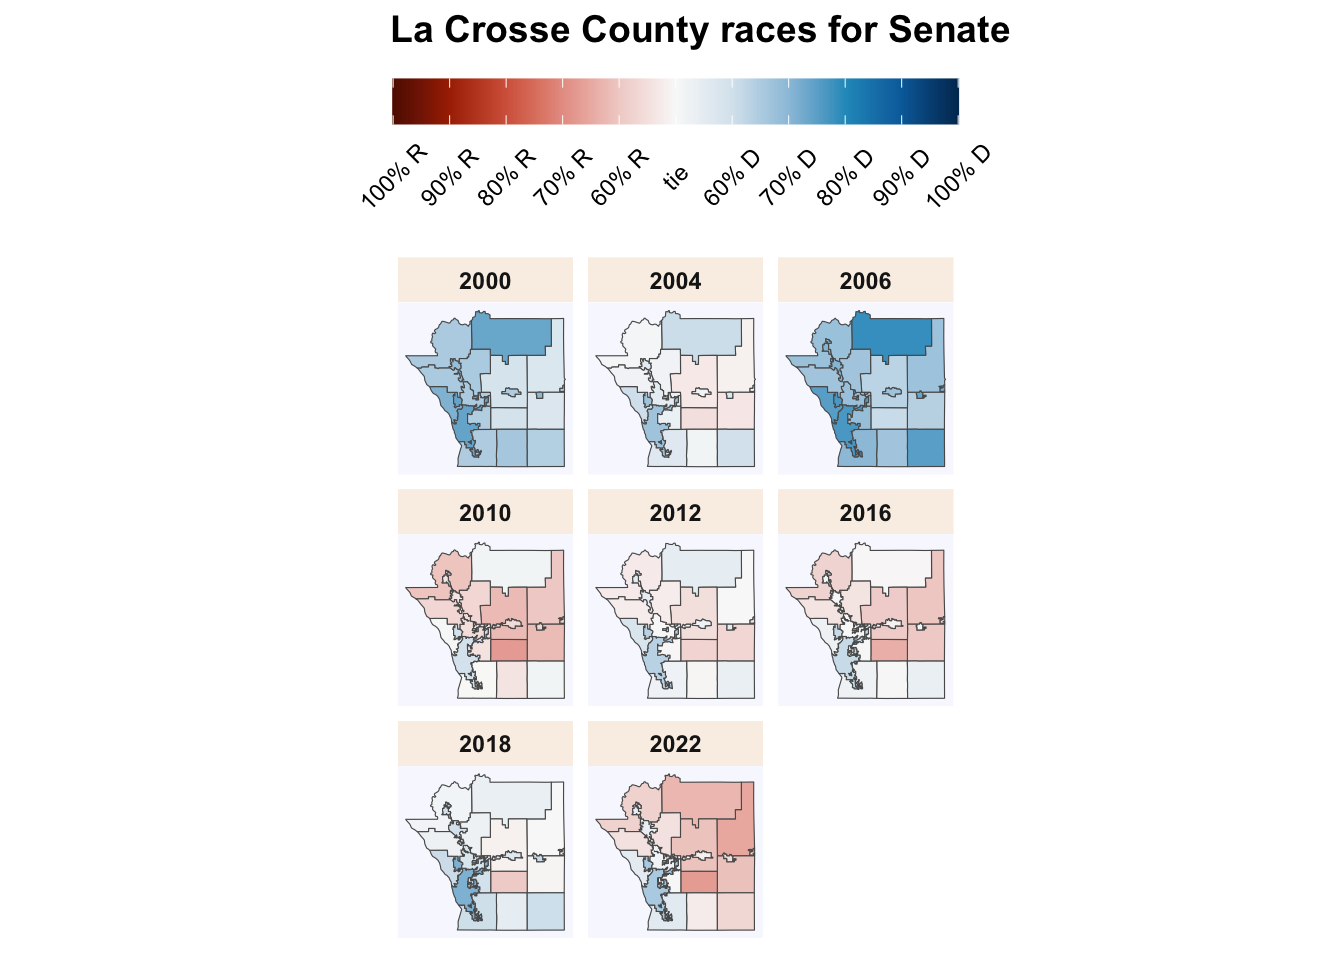 La Crosse County races for Senate
100% R
90% R
80% R
70% R
60% R
tie
60% D
70% D
80% D
90% D
100% D
2000
2004
2006
2010
2012
2016
2018
2022